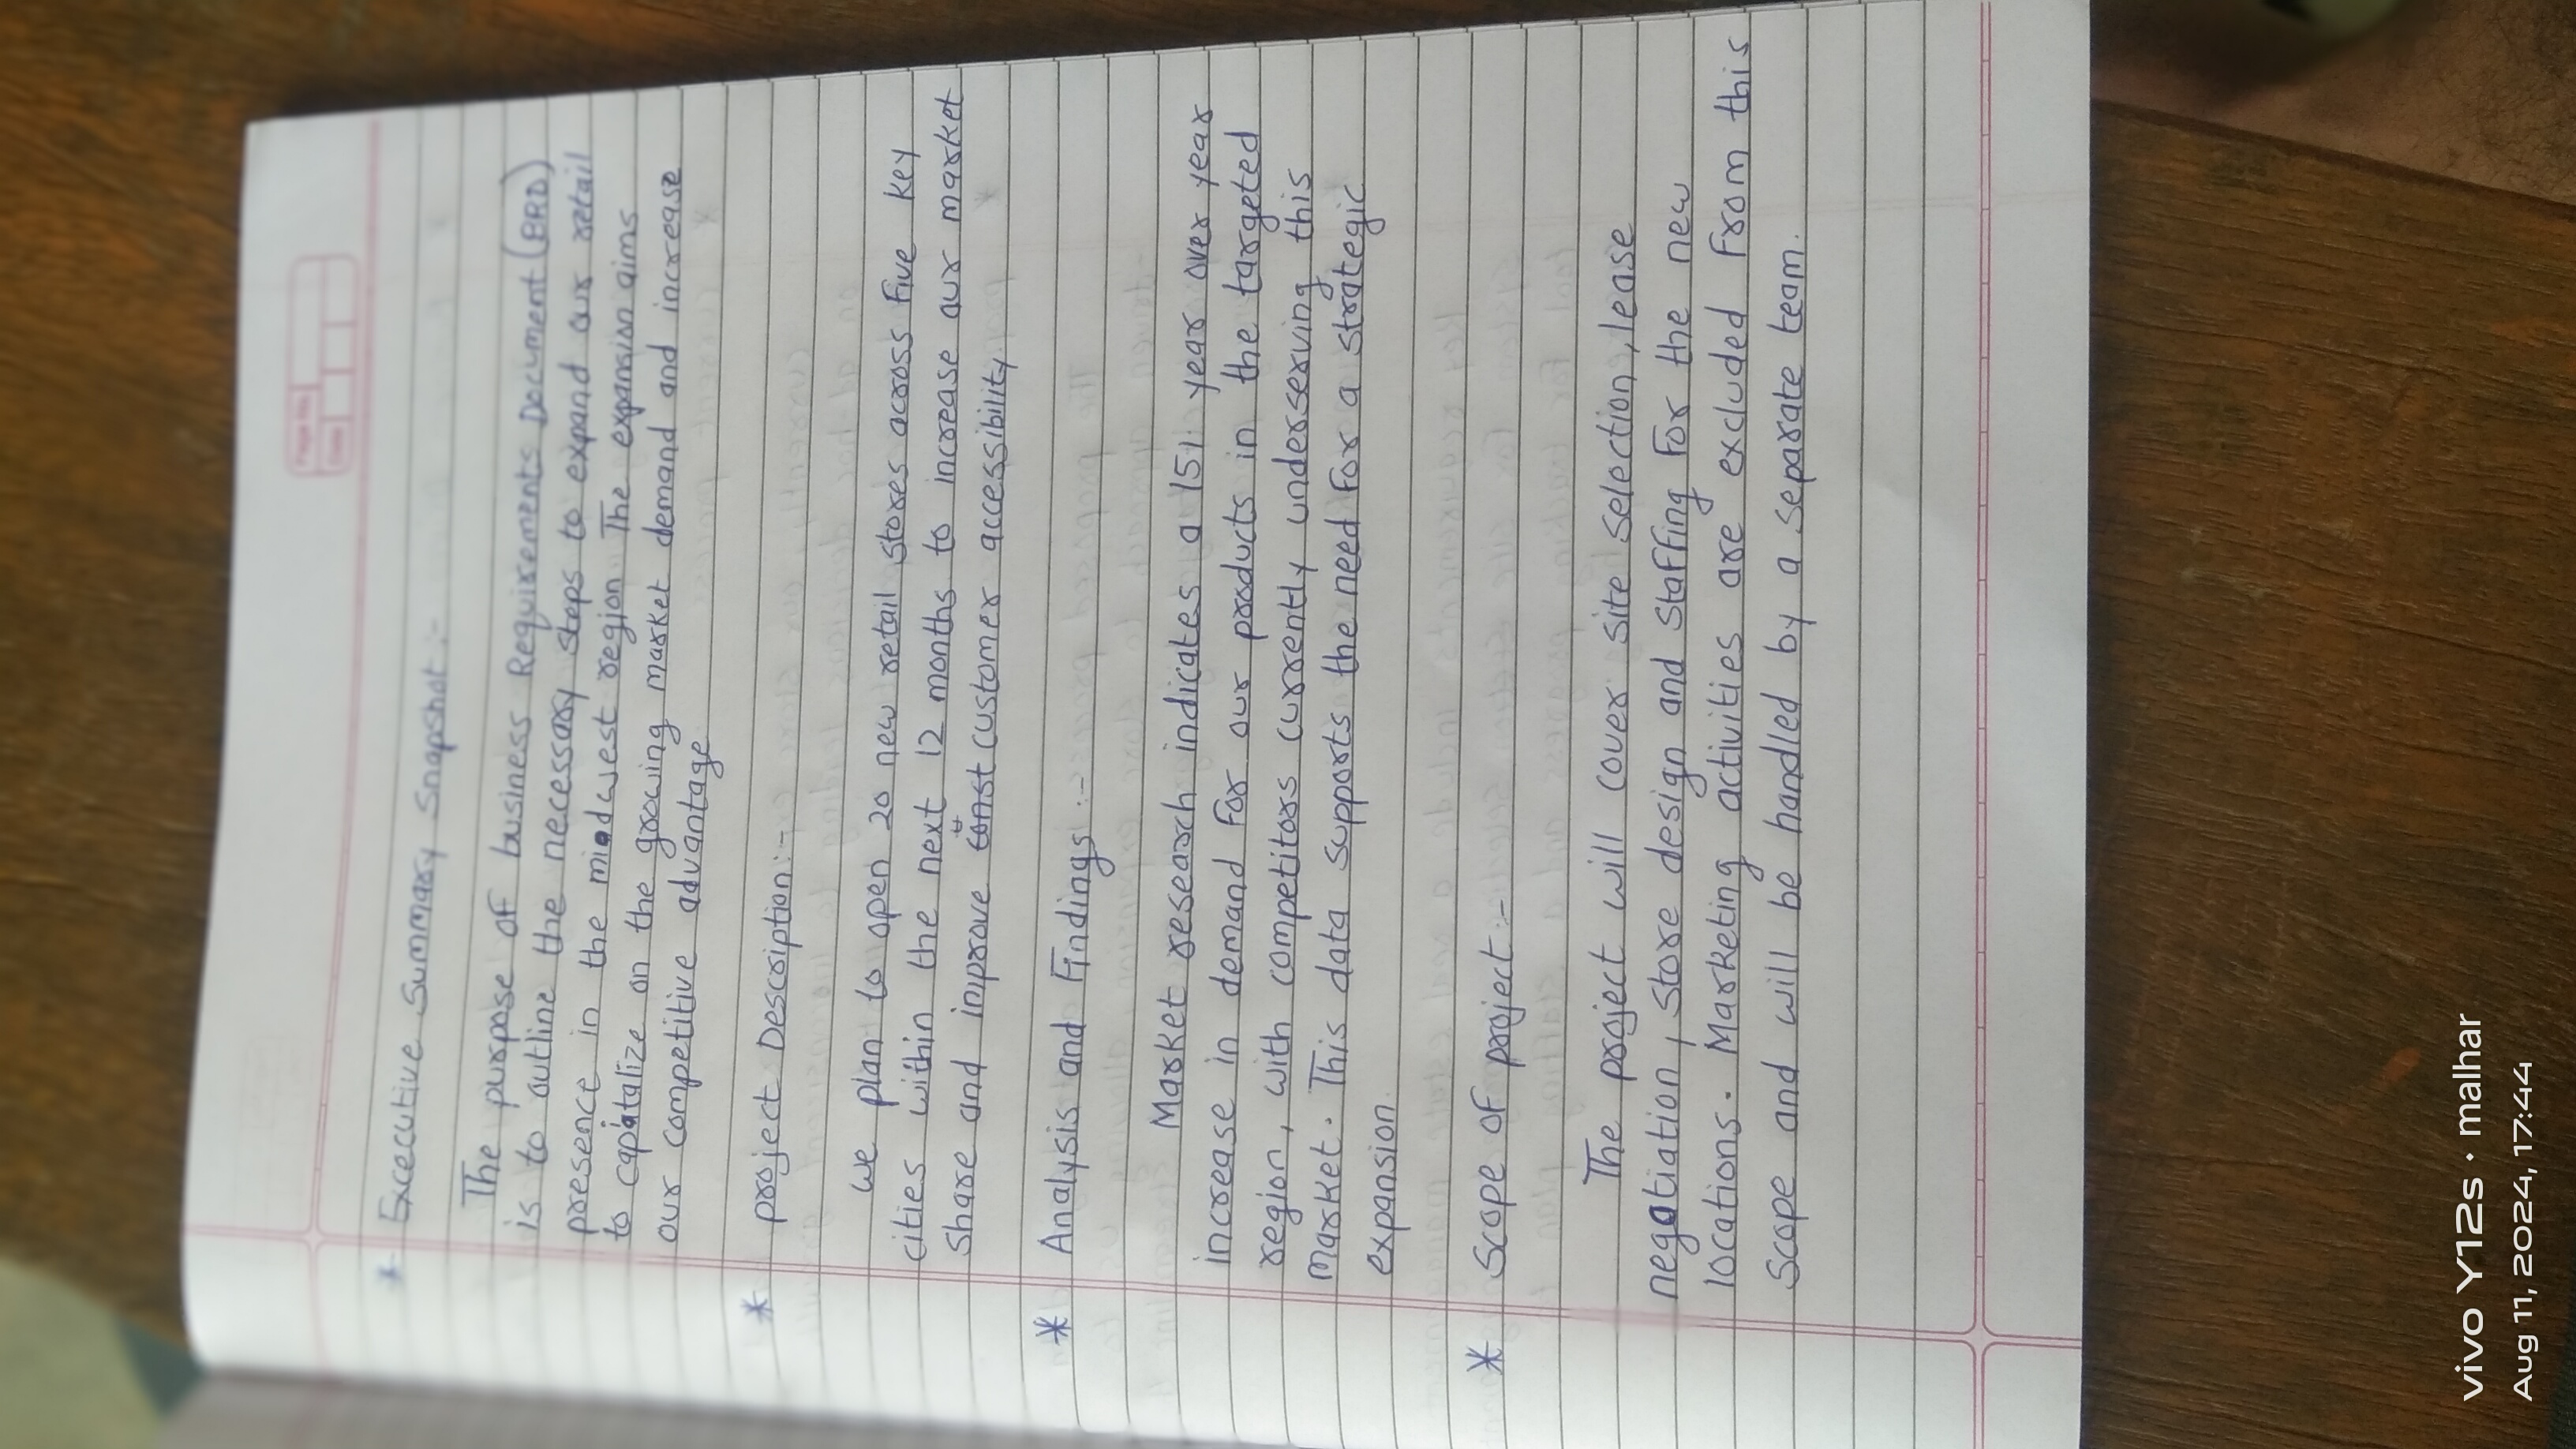 Page No.
Date
* Excecutive Summary Snapshot :-
The purpose of business Requirements Document (BRD)
is to outline the necessary steps to expand our retail
presence in the miodwest region. The expansion aims
to capitatalize on the growing market demand and increase
our competitive advantage
* project Description:-
we plan to open 20 new retail stores across five key
cities within the next 12 months to increase our market
share and improve customer accessibility.
* Analysis and Findings :-
Market research indicates a 15% year over year
increase in demand for our products in the targeted
region, with competitors currently underserving this
market. This data supports the need for a strategic
expansion.
* Scope of project :-
The project will cover site selection, lease
negotiation, store design and staffing for the new
locations. Marketing activities are excluded from this
scope and will be handled by a separate team.
vivo Y12s · malhar
Aug 11, 2024, 17:44